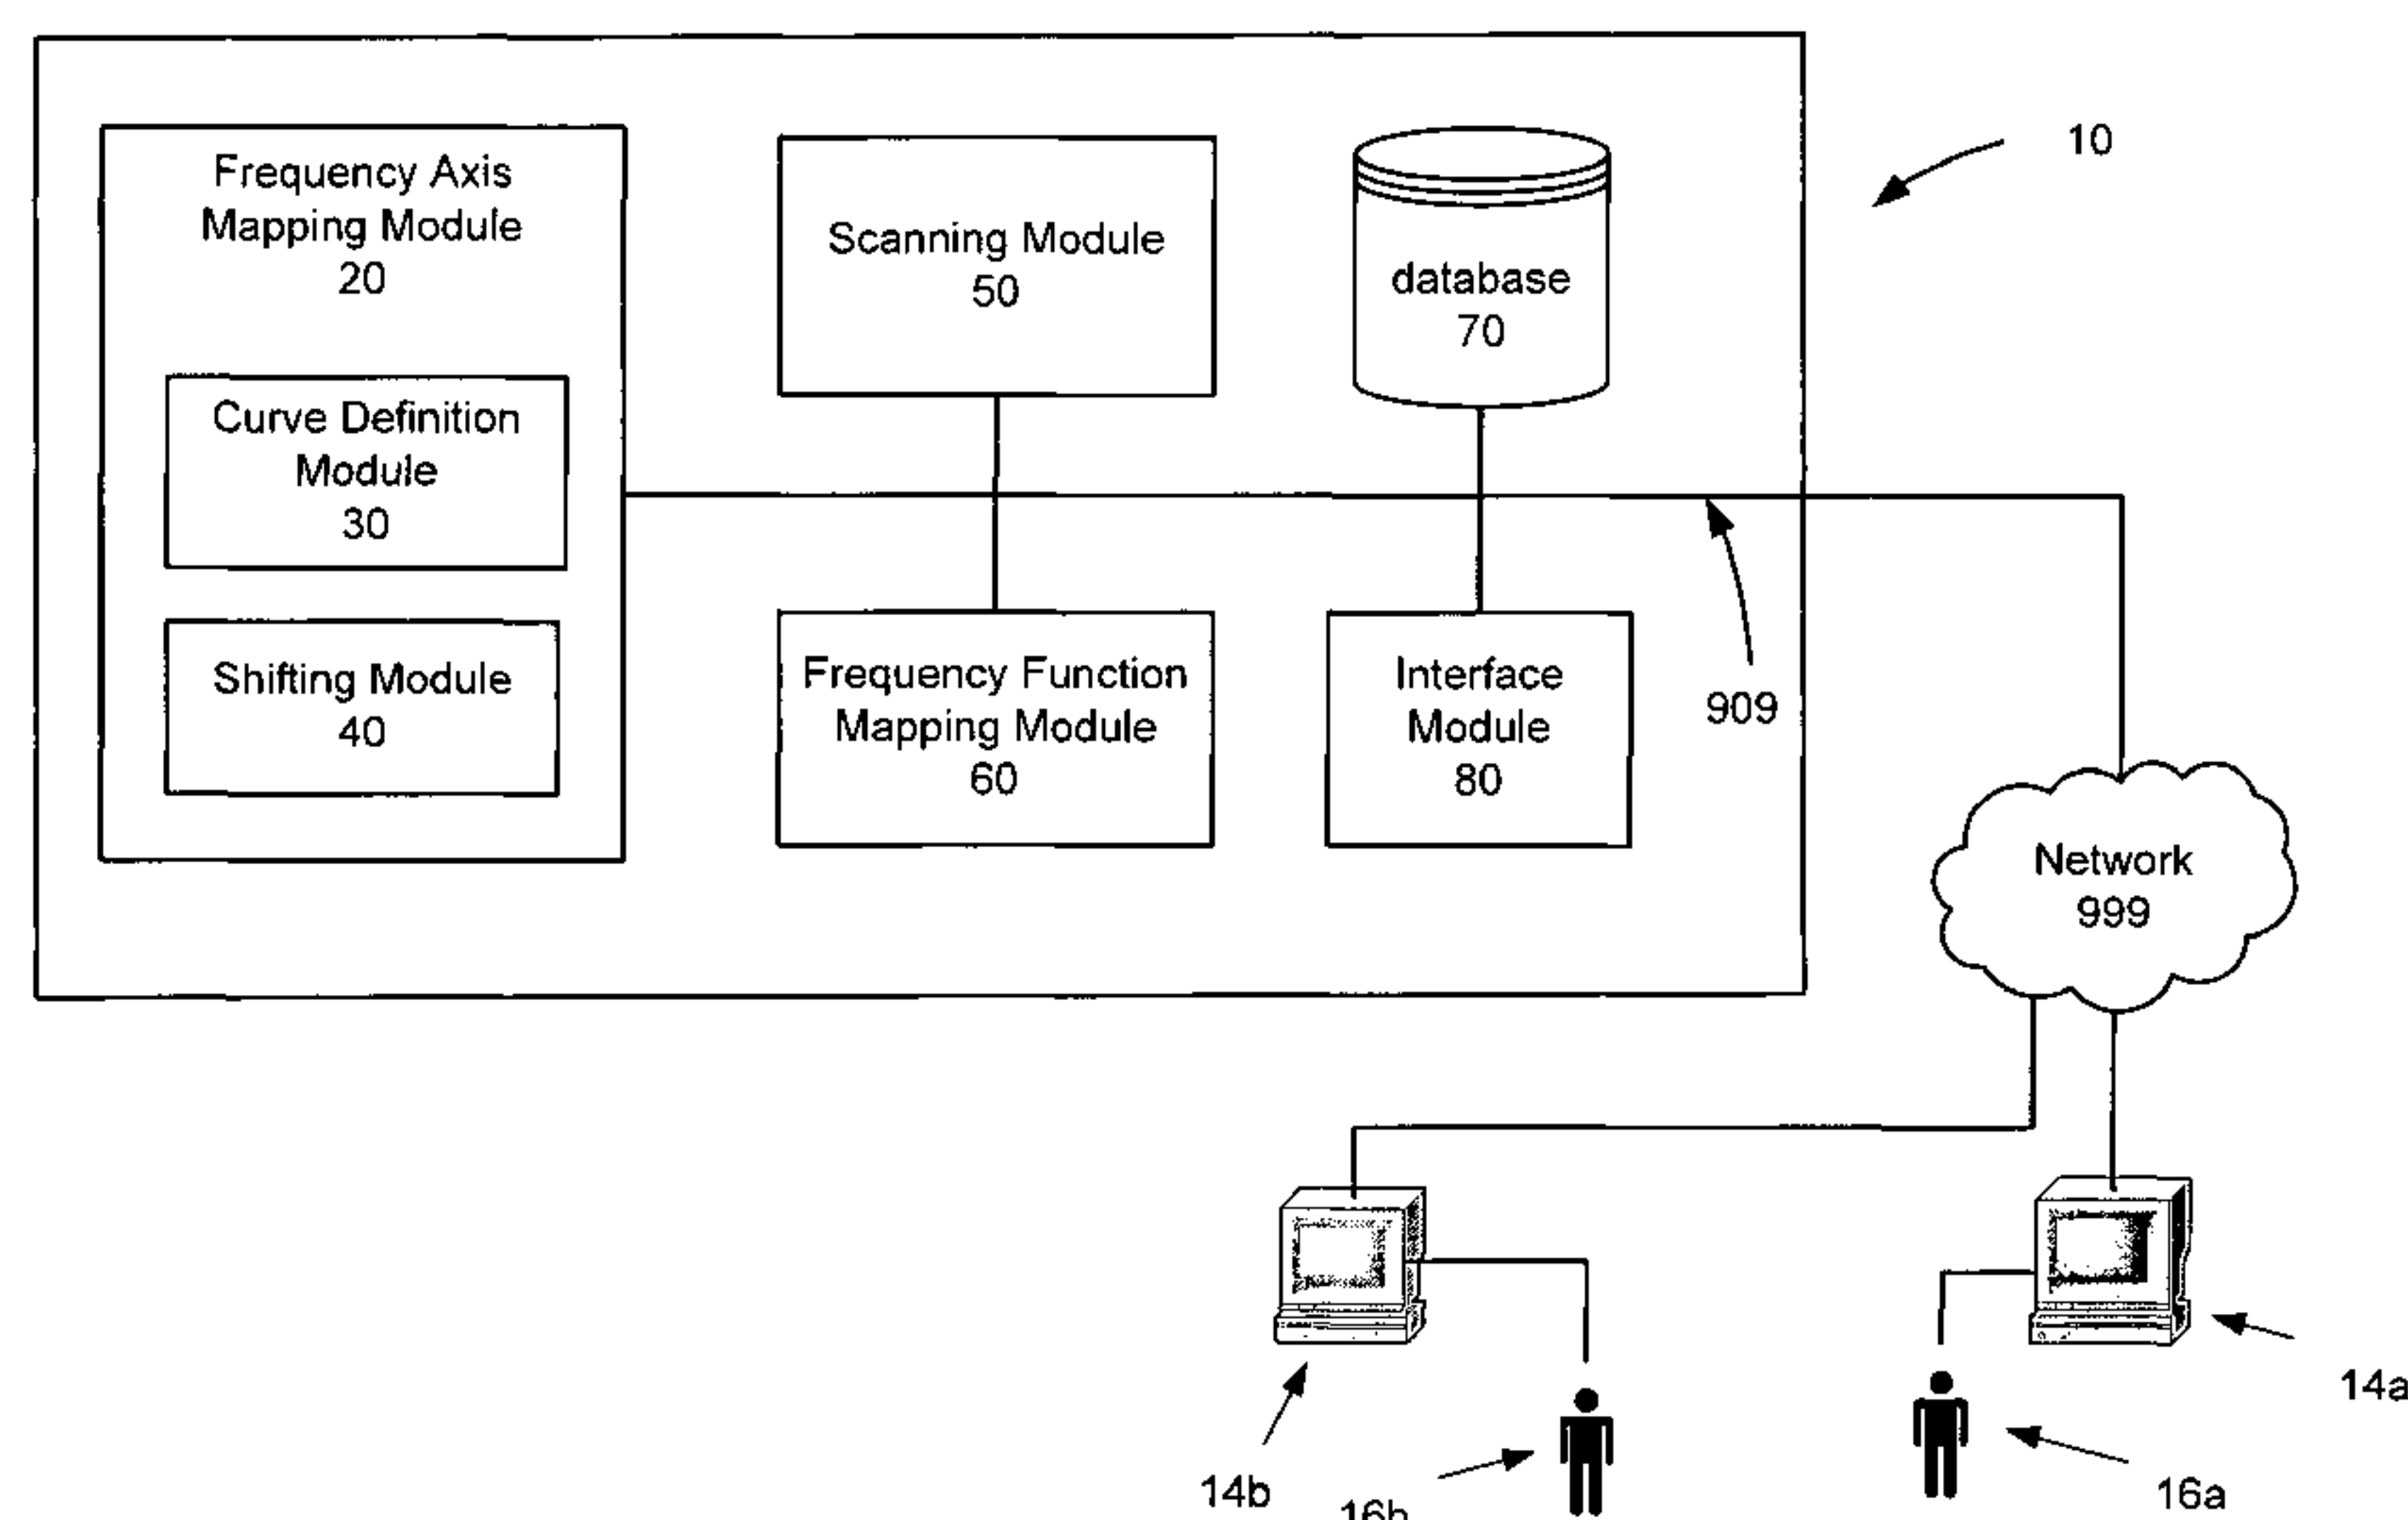 10
Frequency Axis
Mapping Module
20
Scanning Module
50
database
70
Curve Definition
Module
30
Shifting Module
40
Frequency Function
Mapping Module
60
Interface
Module
80
909
Network
999
14a
14b
16b
16a